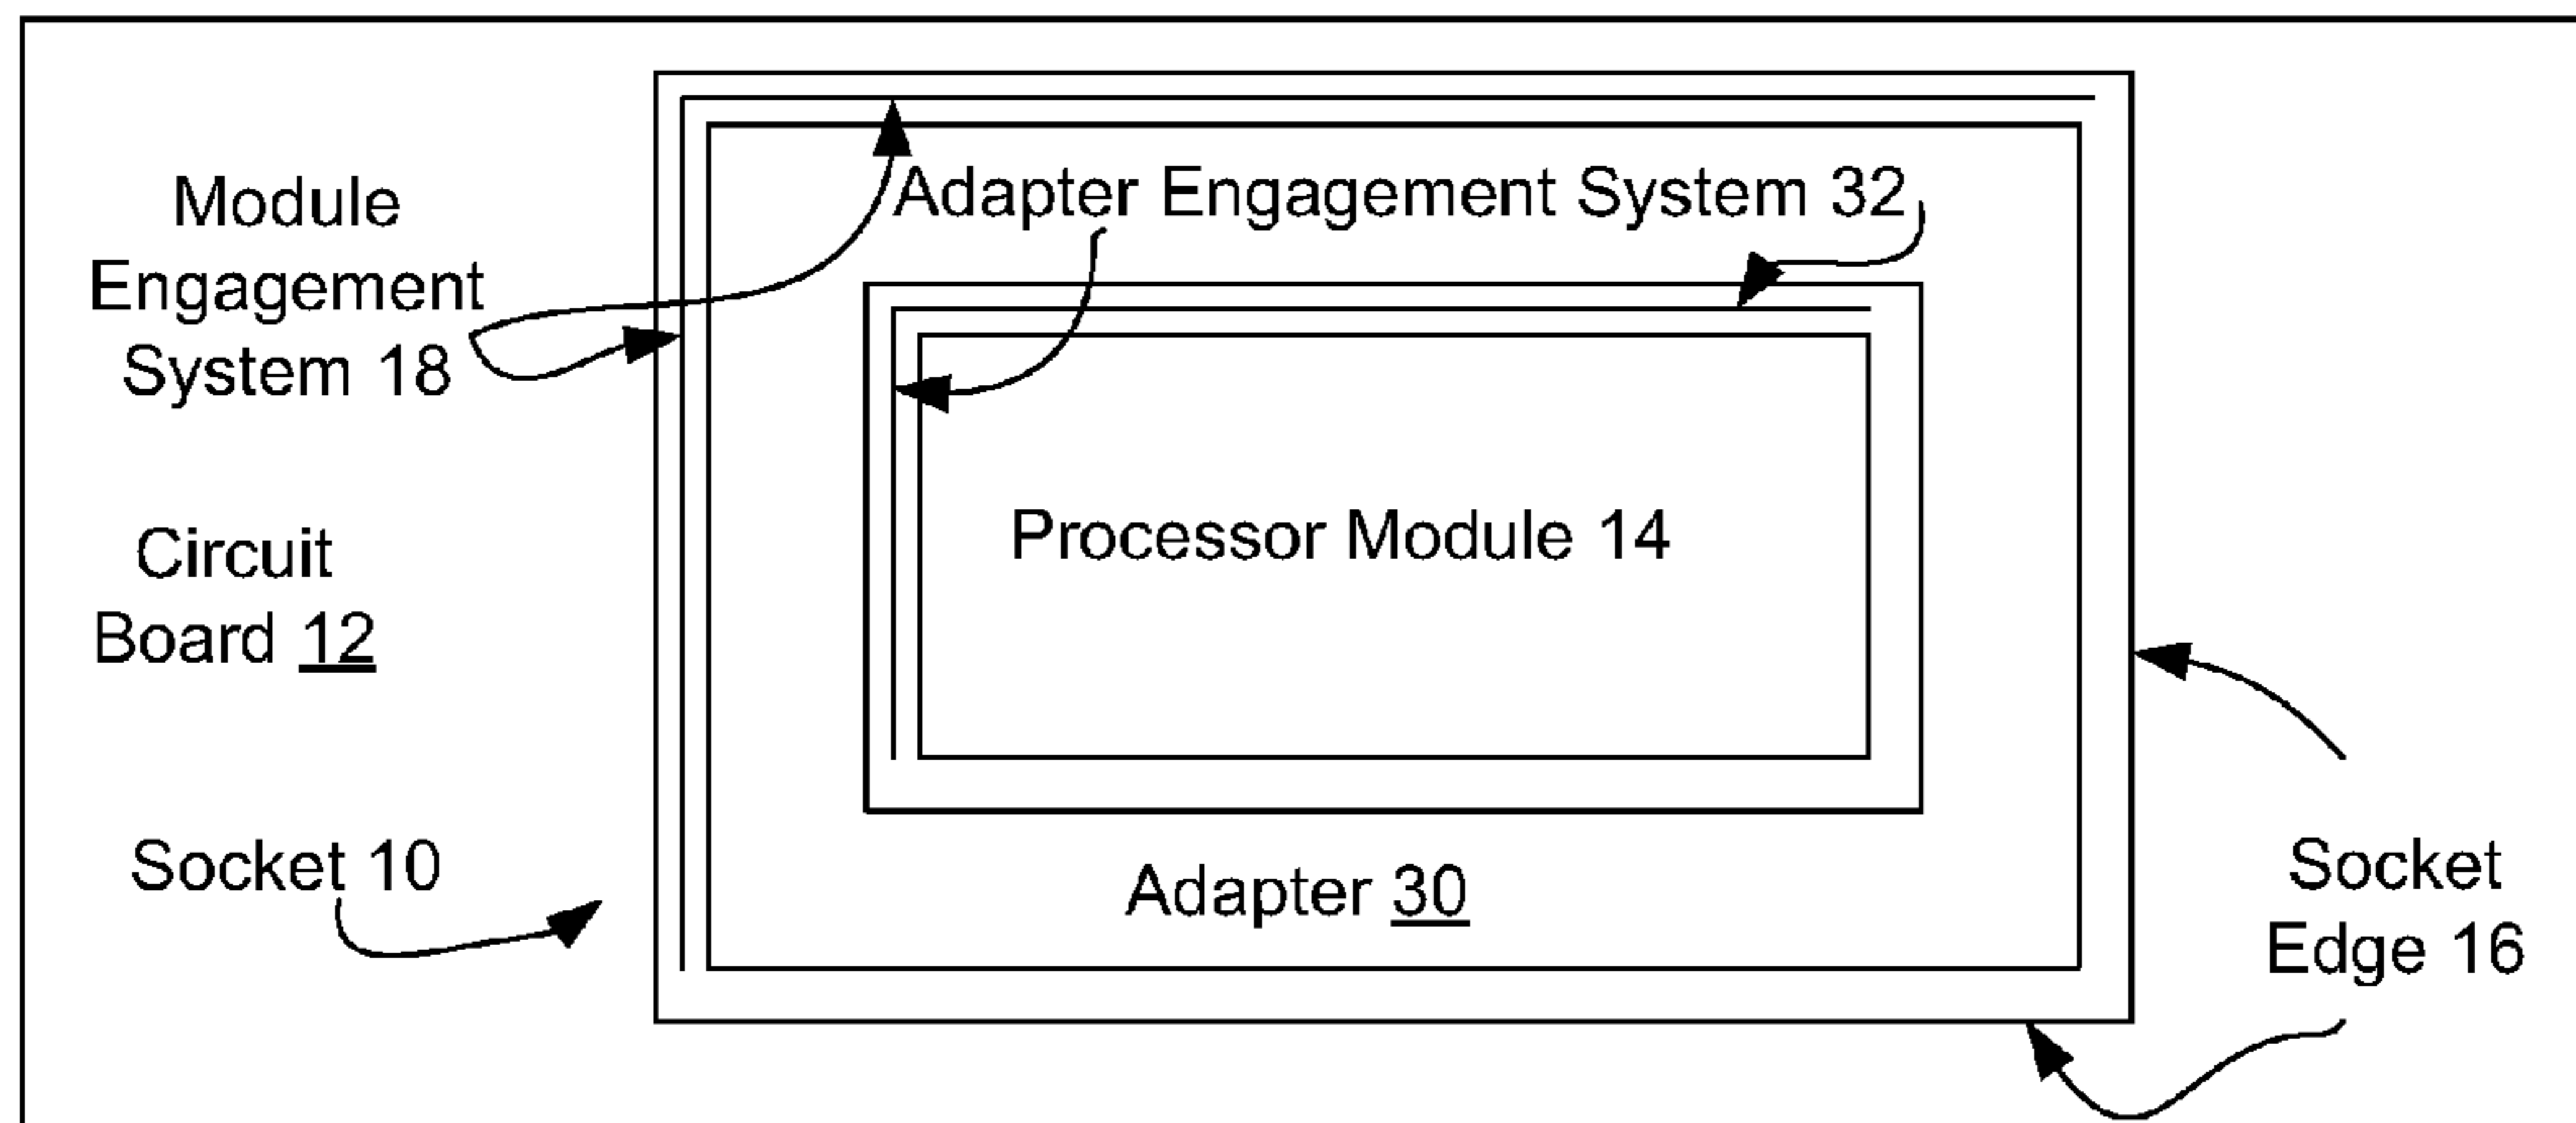 Module
Engagement
System 18
Adapter Engagement System 32
Processor Module 14
Circuit
Board 12
Socket 10
Adapter 30
Socket
Edge 16